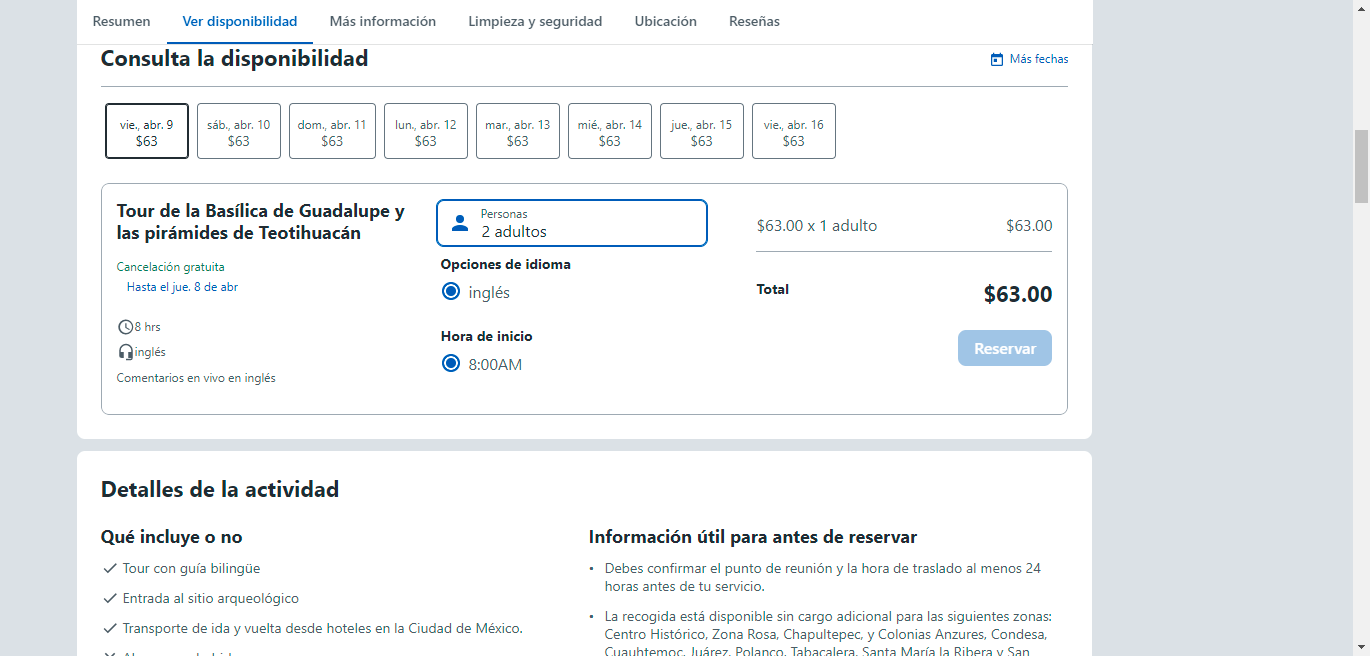 Resumen
Ver disponibilidad
Más información
Limpieza y seguridad
Ubicación
Reseñas
Consulta la disponibilidad
Más fechas
vie., abr. 9
$63
sáb., abr. 10
$63
dom., abr. 11
$63
lun., abr. 12
$63
mar., abr. 13
$63
mié., abr. 14
$63
jue., abr. 15
$63
vie., abr. 16
$63
Tour de la Basílica de Guadalupe y
las pirámides de Teotihuacán
Cancelación gratuita
Hasta el jue. 8 de abr
8 hrs
inglés
Comentarios en vivo en inglés
Personas
2 adultos
Opciones de idioma
inglés
Hora de inicio
8:00AM
$63.00 x 1 adulto
$63.00
Total
$63.00
Reservar
Detalles de la actividad
Qué incluye o no
Tour con guía bilingüe
Entrada al sitio arqueológico
Transporte de ida y vuelta desde hoteles en la Ciudad de México.
Información útil para antes de reservar
• Debes confirmar el punto de reunión y la hora de traslado al menos 24
horas antes de tu servicio.
• La recogida está disponible sin cargo adicional para las siguientes zonas:
Centro Histórico, Zona Rosa, Chapultepec, y Colonias Anzures, Condesa,
Cuauhtemoc, Juárez, Polanco, Tabacalera, Santa María la Ribera y San